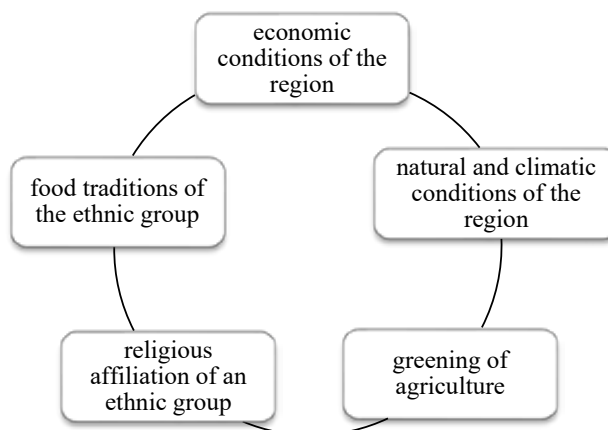 economic
conditions of the
region
natural and climatic
conditions of the
region
food traditions of
the ethnic group
religious
affiliation of an
ethnic group
greening of
agriculture